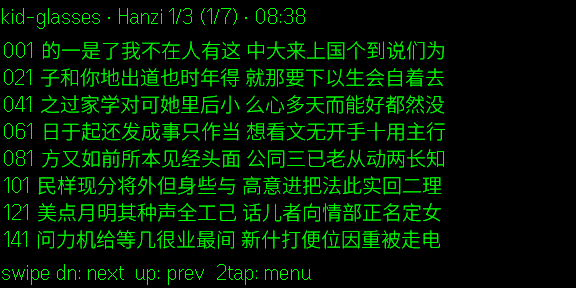 kid-glasses · Hanzi 1/3 (1/7) · 08:38
001 的一是了我不在人有这 中大来上国个到说们为
021 子和你地出道也时年得 就那要下以生会自着去
041 之过家学对可她里后小 么心多天而能好都然没
061 日于起还发成事只作当 想看文无开手十用主行
081 方又如前所本见经头面 公同三已老从动两长知
101 民样现分将外但身些与 高意进把法此实回二理
121 美点月明其种声全工己 话儿者向情部正名定女
141 问力机给等几很业最间 新什打便位因重被走电
swipe dn: next  up: prev  2tap: menu